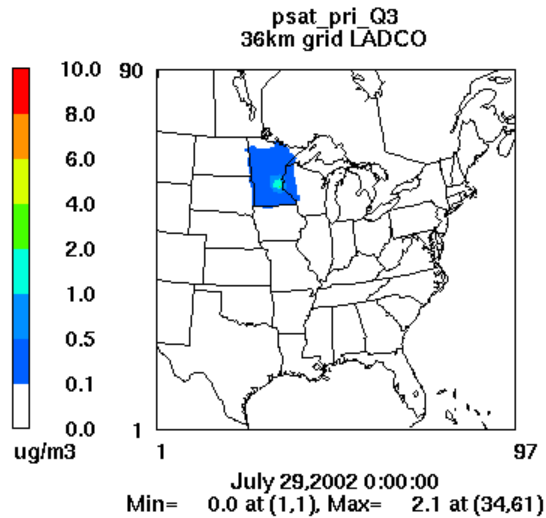 psat_pri_Q3
36km grid LADCO
10.0
8.0
6.0
4.0
2.0
1.0
0.5
0.1
0.0
ug/m3
90
1
1 97
July 29,2002 0:00:00
Min= 0.0 at (1,1), Max= 2.1 at (34,61)